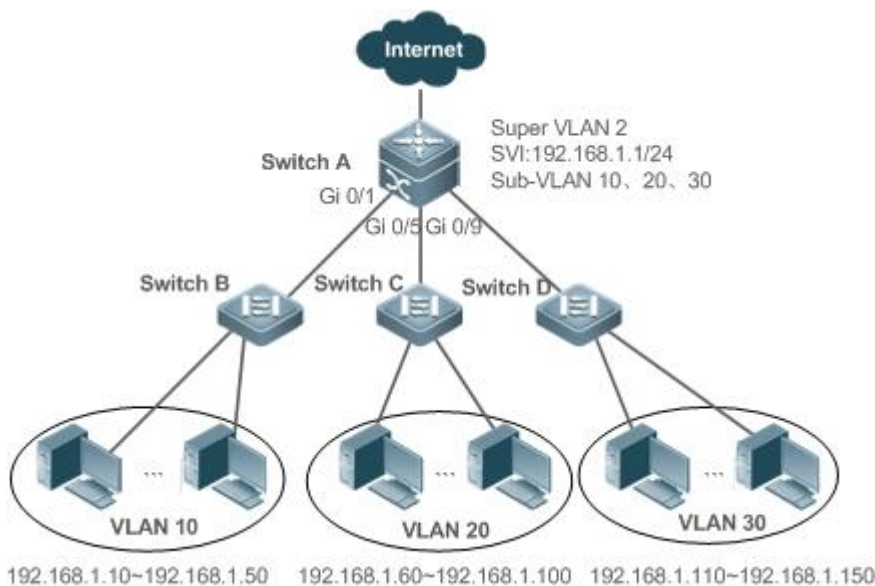 Internet
Super VLAN 2
SVI:192.168.1.1/24
Sub-VLAN 10、20、30
Switch A
Gi 0/1
Gi 0/5
Gi 0/9
Switch B
Switch C
Switch D
...
...
...
VLAN 10
VLAN 20
VLAN 30
192.168.1.10~192.168.1.50
192.168.1.60~192.168.1.100
192.168.1.110~192.168.1.150